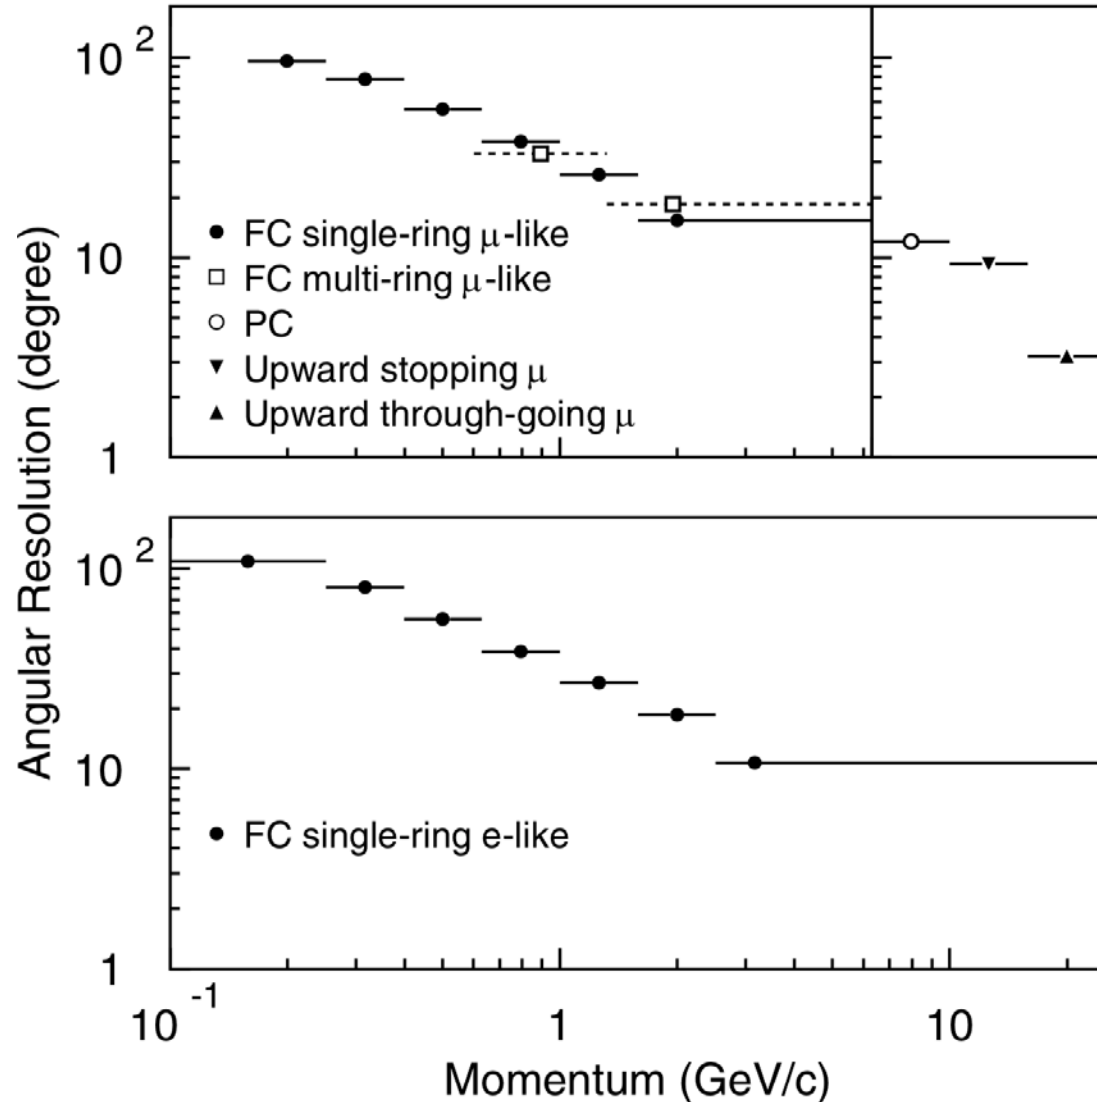 Angular Resolution (degree)
10 2
10
1
FC single-ring μ-like
FC multi-ring μ-like
PC
Upward stopping μ
Upward through-going μ
10 2
10
1
FC single-ring e-like
10 -1
1
10
Momentum (GeV/c)